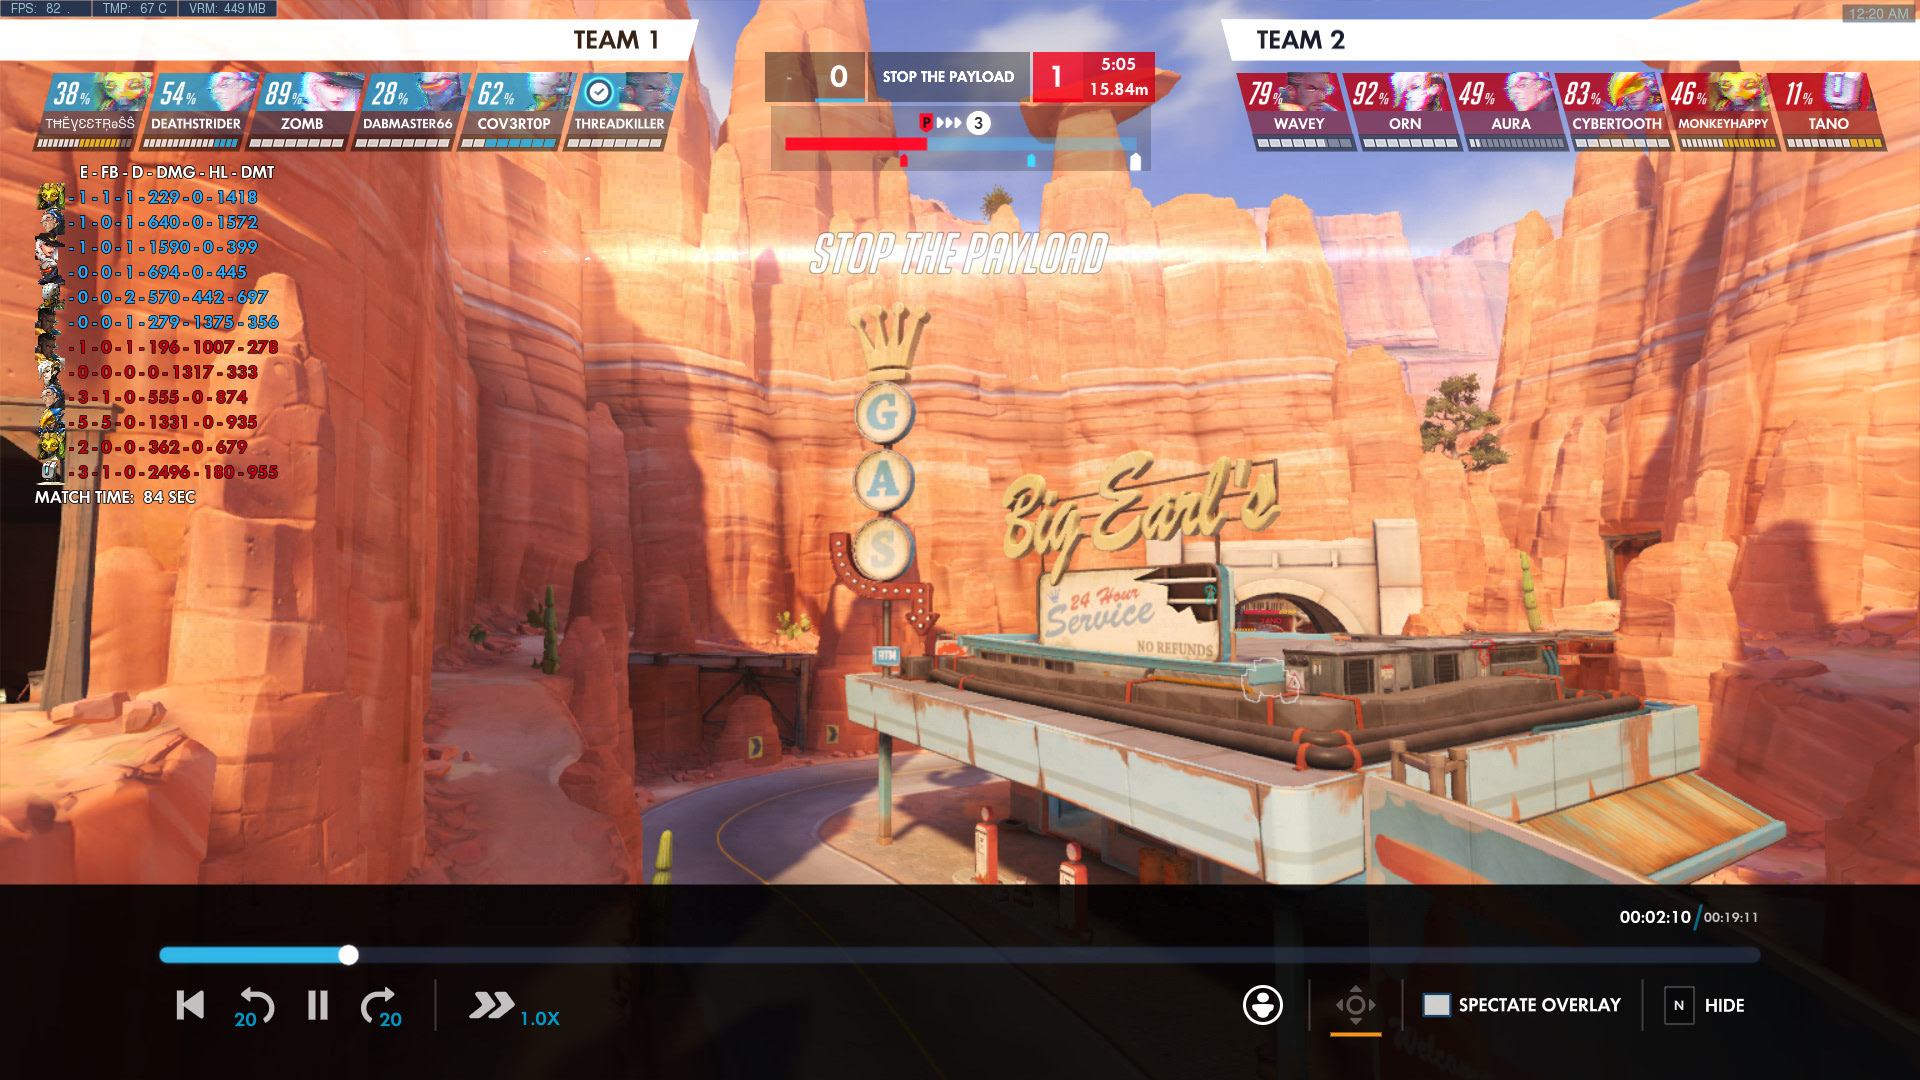 FPS: 82 TMP: 67 C VRM: 449 MB
12:20 AM
TEAM 1
TEAM 2
0 STOP THE PAYLOAD 1 5:05
15.84m
38% 54% 89% 28% 62%
DEATHSTRIDER ZOMB DABMASTER66 COV3RT0P THREADKILLER
79% 92% 49% 83% 46% 11%
WAVEY ORN AURA CYBERTOOTH MONKEYHAPPY TANO
P 3
E - FB - D - DMG - HL - DMT
- 1 - 1 - 1 - 229 - 0 - 1418
- 1 - 0 - 1 - 640 - 0 - 1572
- 1 - 0 - 1 - 1590 - 0 - 399
- 0 - 0 - 1 - 694 - 0 - 445
- 0 - 0 - 2 - 570 - 442 - 697
- 0 - 0 - 1 - 279 - 1375 - 356
- 1 - 0 - 1 - 196 - 1007 - 278
- 0 - 0 - 0 - 0 - 1317 - 333
- 3 - 1 - 0 - 555 - 0 - 874
- 5 - 5 - 0 - 1331 - 0 - 935
- 2 - 0 - 0 - 362 - 0 - 679
- 3 - 1 - 0 - 2496 - 180 - 955
MATCH TIME: 84 SEC
STOP THE PAYLOAD
GAS
Big Earl's
24 Hour
Service
NO REFUNDS
TANO
ATM
00:02:10 / 00:19:11
20 20 1.0X
SPECTATE OVERLAY
N HIDE